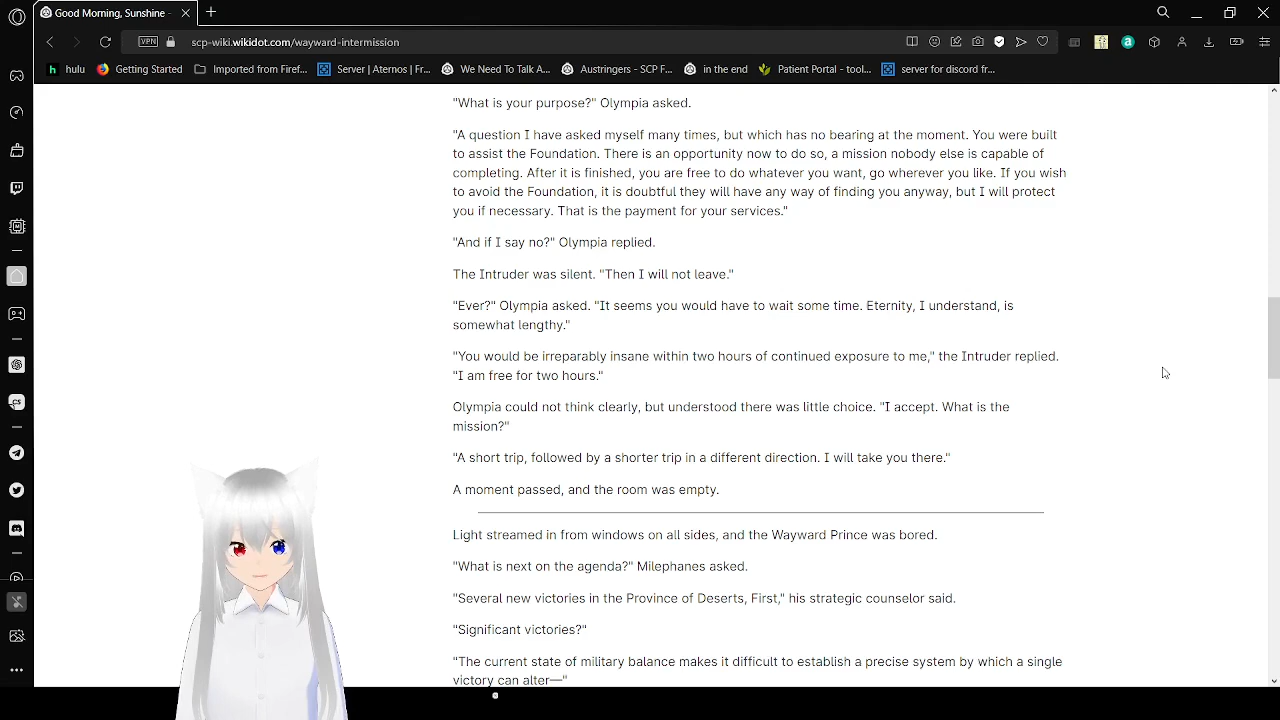 Good Morning, Sunshine -
scp-wiki.wikidot.com/wayward-intermission
VPN
hulu
Getting Started
Imported from Firef...
Server | Aternos | Fr...
We Need To Talk A...
Austringers - SCP F...
in the end
Patient Portal - tool...
server for discord fr...
"What is your purpose?" Olympia asked.
"A question I have asked myself many times, but which has no bearing at the moment. You were built
to assist the Foundation. There is an opportunity now to do so, a mission nobody else is capable of
completing. After it is finished, you are free to do whatever you want, go wherever you like. If you wish
to avoid the Foundation, it is doubtful they will have any way of finding you anyway, but I will protect
you if necessary. That is the payment for your services."
"And if I say no?" Olympia replied.
The Intruder was silent. "Then I will not leave."
"Ever?" Olympia asked. "It seems you would have to wait some time. Eternity, I understand, is
somewhat lengthy."
"You would be irreparably insane within two hours of continued exposure to me," the Intruder replied.
"I am free for two hours."
Olympia could not think clearly, but understood there was little choice. "I accept. What is the
mission?"
"A short trip, followed by a shorter trip in a different direction. I will take you there."
A moment passed, and the room was empty.
Light streamed in from windows on all sides, and the Wayward Prince was bored.
"What is next on the agenda?" Milephanes asked.
"Several new victories in the Province of Deserts, First," his strategic counselor said.
"Significant victories?"
"The current state of military balance makes it difficult to establish a precise system by which a single
victory can alter—"